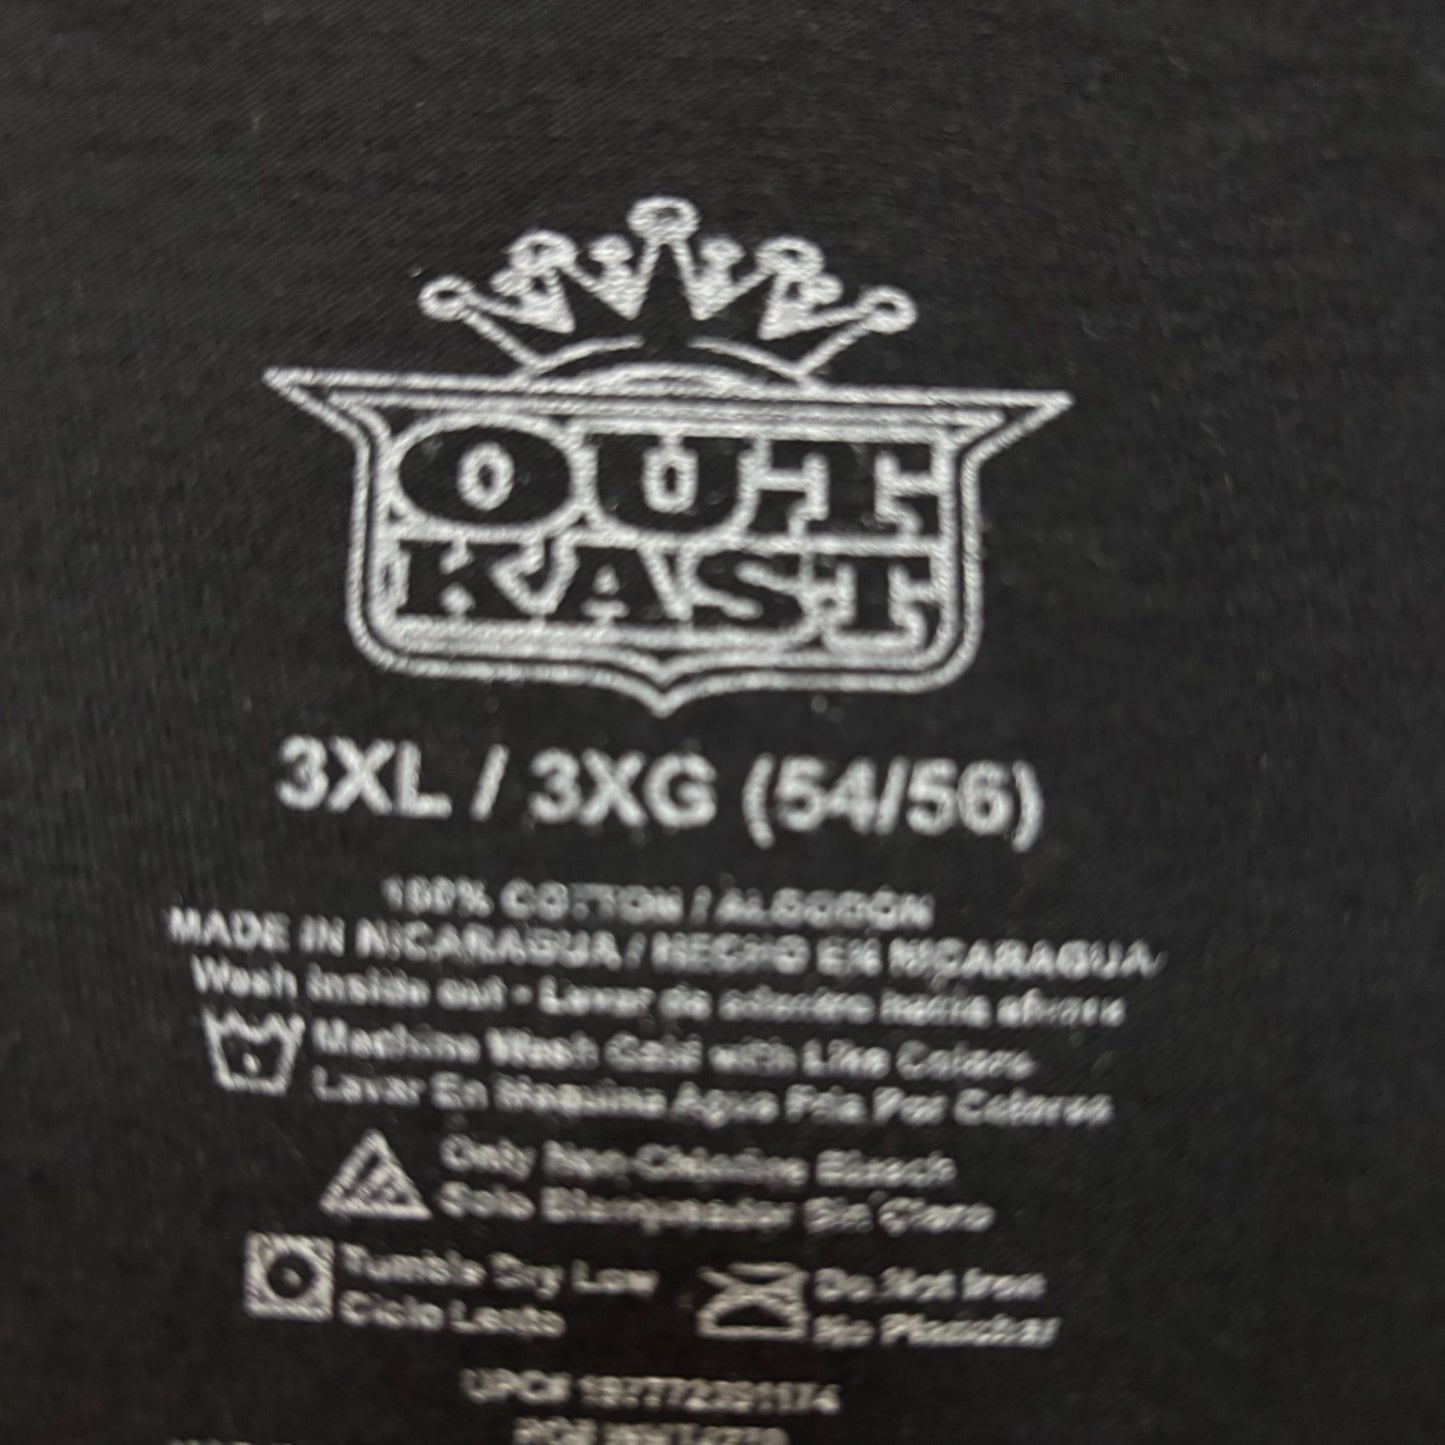 OUT
KAST
3XL / 3XG (54/56)
100% COTTON / ALGODÓN
MADE IN NICARAGUA / HECHO EN NICARAGUA
Wash inside out - Lavar de adentro hacia afuera
Machine Wash Cold with Like Colors
Lavar En Maquina Agua Fria Por Colores
Only Non-Chlorine Bleach
Solo Blanqueador Sin Cloro
Tumble Dry Low
Ciclo Lento
Do Not Iron
No Planchar
UPC#